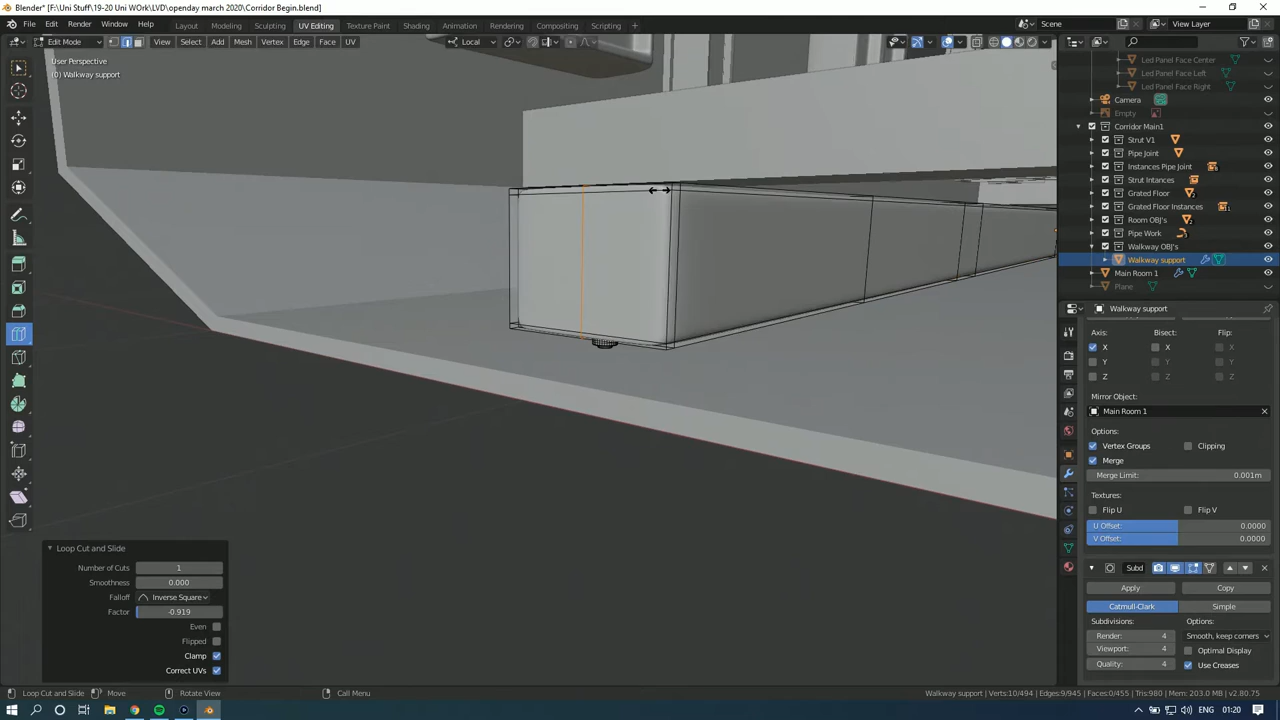 Blender* [F:\Uni Stuff\19-20 Uni WOrk\LVD\openday march 2020\Corridor Begin.blend]
File Edit Render Window Help Layout Modeling Sculpting UV Editing Texture Paint Shading Animation Rendering Compositing Scripting Scene View Layer
Edit Mode View Select Add Mesh Vertex Edge Face UV Local
User Perspective
(0) Walkway support
Led Panel Face Center
Led Panel Face Left
Led Panel Face Right
Camera
Empty
Corridor Main1
Strut V1
Pipe Joint
Instances Pipe Joint
Strut Intances
Grated Floor
Grated Floor Instances
Room OBJ's
Pipe Work
Walkway OBJ's
Walkway support
Main Room 1
Plane
Walkway support
Axis: Bisect: Flip:
X X X
Y Y Y
Z Z Z
Mirror Object:
Main Room 1
Options:
Vertex Groups Clipping
Merge
Merge Limit: 0.001m
Textures:
Flip U Flip V
U Offset: 0.0000
V Offset: 0.0000
Subd
Apply Copy
Catmull-Clark Simple
Subdivisions: Options:
Render: 4 Smooth, keep corners
Viewport: 4 Optimal Display
Quality: 4 Use Creases
Loop Cut and Slide
Number of Cuts 1
Smoothness 0.000
Falloff Inverse Square
Factor -0.919
Even
Flipped
Clamp
Correct UVs
Loop Cut and Slide Move Rotate View Call Menu Walkway support | Verts:10/494 | Edges:9/945 | Faces:0/455 | Tris:980 | Mem: 203.0 MB | v2.80.75
ENG 01:20